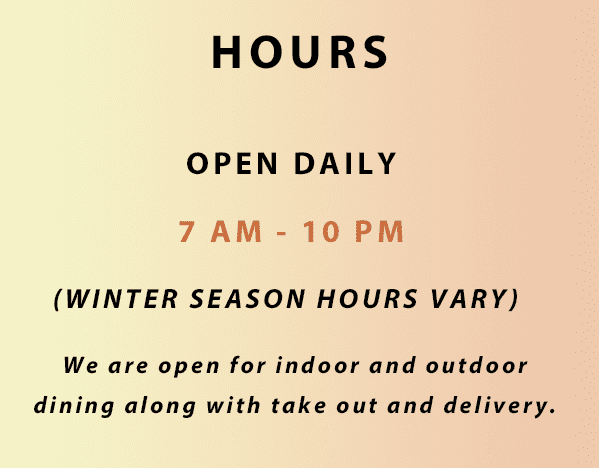 HOURS
OPEN DAILY
7 AM - 10 PM
(WINTER SEASON HOURS VARY)
We are open for indoor and outdoor
dining along with take out and delivery.